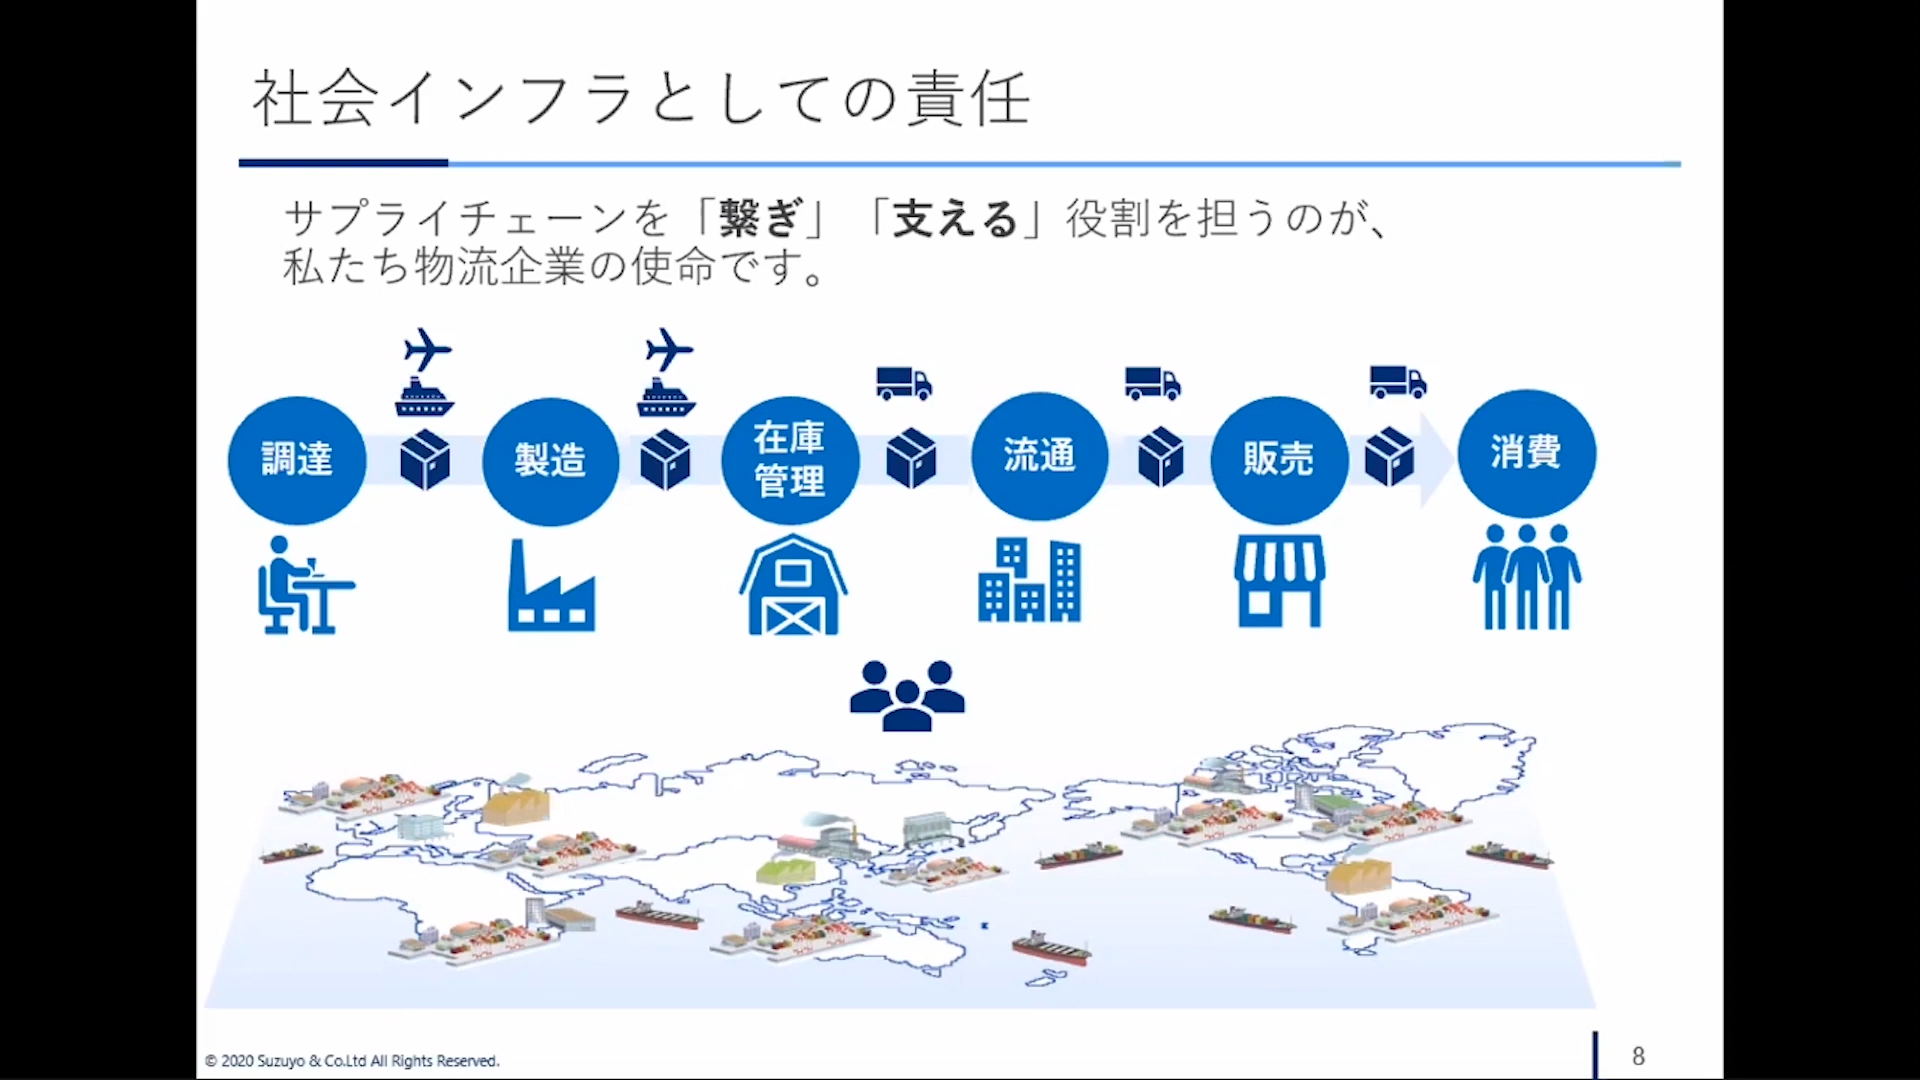 社会インフラとしての責任
サプライチェーンを「繋ぎ」「支える」役割を担うのが、
私たち物流企業の使命です。
調達
製造
在庫
管理
流通
販売
消費
© 2020 Suzuyo & Co.Ltd All Rights Reserved.
8